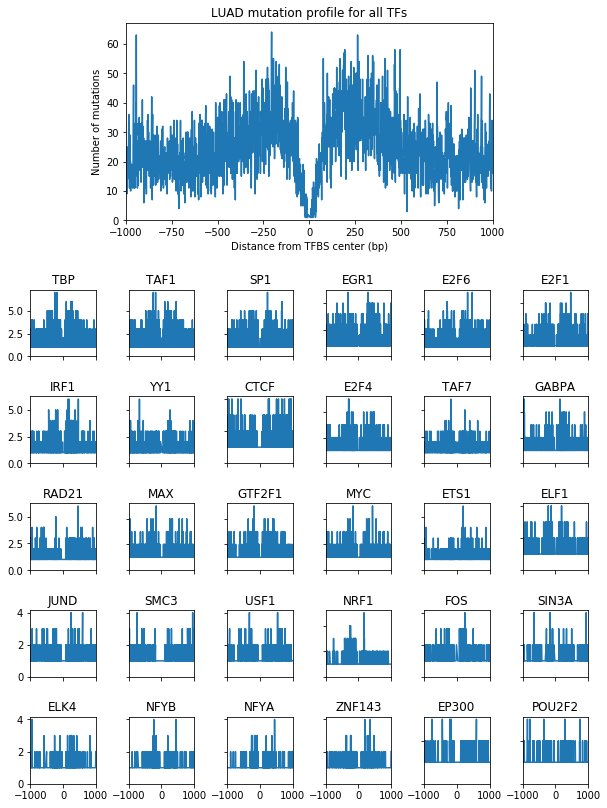 LUAD mutation profile for all TFs
Number of mutations
60
50
40
30
20
10
0
−1000 −750 −500 −250 0 250 500 750 1000
Distance from TFBS center (bp)
TBP TAF1 SP1 EGR1 E2F6 E2F1
5.0
2.5
0.0
IRF1 YY1 CTCF E2F4 TAF7 GABPA
5.0
2.5
0.0
RAD21 MAX GTF2F1 MYC ETS1 ELF1
5.0
2.5
0.0
JUND SMC3 USF1 NRF1 FOS SIN3A
4
2
0
ELK4 NFYB NFYA ZNF143 EP300 POU2F2
4
2
0
−1000 0 1000 −1000 0 1000 −1000 0 1000 −1000 0 1000 −1000 0 1000 −1000 0 1000